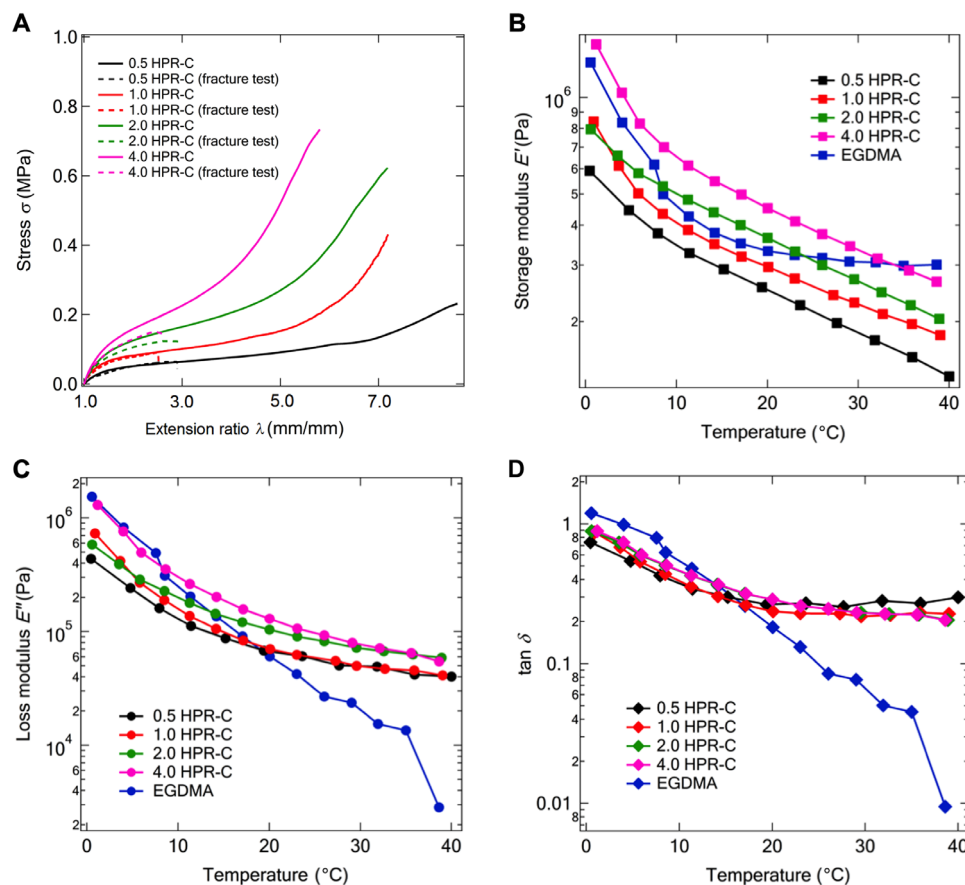 A
1.0
0.8
0.6
0.4
0.2
0.0
Stress σ (MPa)
0.5 HPR-C
0.5 HPR-C (fracture test)
1.0 HPR-C
1.0 HPR-C (fracture test)
2.0 HPR-C
2.0 HPR-C (fracture test)
4.0 HPR-C
4.0 HPR-C (fracture test)
1.0 3.0 5.0 7.0
Extension ratio λ (mm/mm)
B
10⁶
8
7
6
5
4
3
2
Storage modulus E′(Pa)
0.5 HPR-C
1.0 HPR-C
2.0 HPR-C
4.0 HPR-C
EGDMA
0 10 20 30 40
Temperature (°C)
C
2
10⁶
8
6
4
2
10⁵
8
6
4
2
10⁴
8
6
4
2
Loss modulus E″(Pa)
0.5 HPR-C
1.0 HPR-C
2.0 HPR-C
4.0 HPR-C
EGDMA
0 10 20 30 40
Temperature (°C)
D
2
1
8
6
4
2
0.1
8
6
4
2
0.01
8
6
tan δ
0.5 HPR-C
1.0 HPR-C
2.0 HPR-C
4.0 HPR-C
EGDMA
0 10 20 30 40
Temperature (°C)